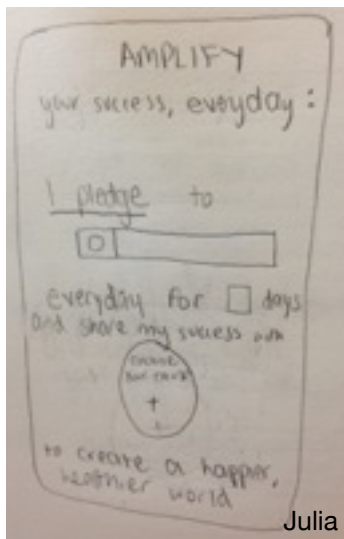 AMPLIFY
your success, everyday:
I pledge to
everyday for days
and share my success with
+
to create a happier,
healthier world
Julia